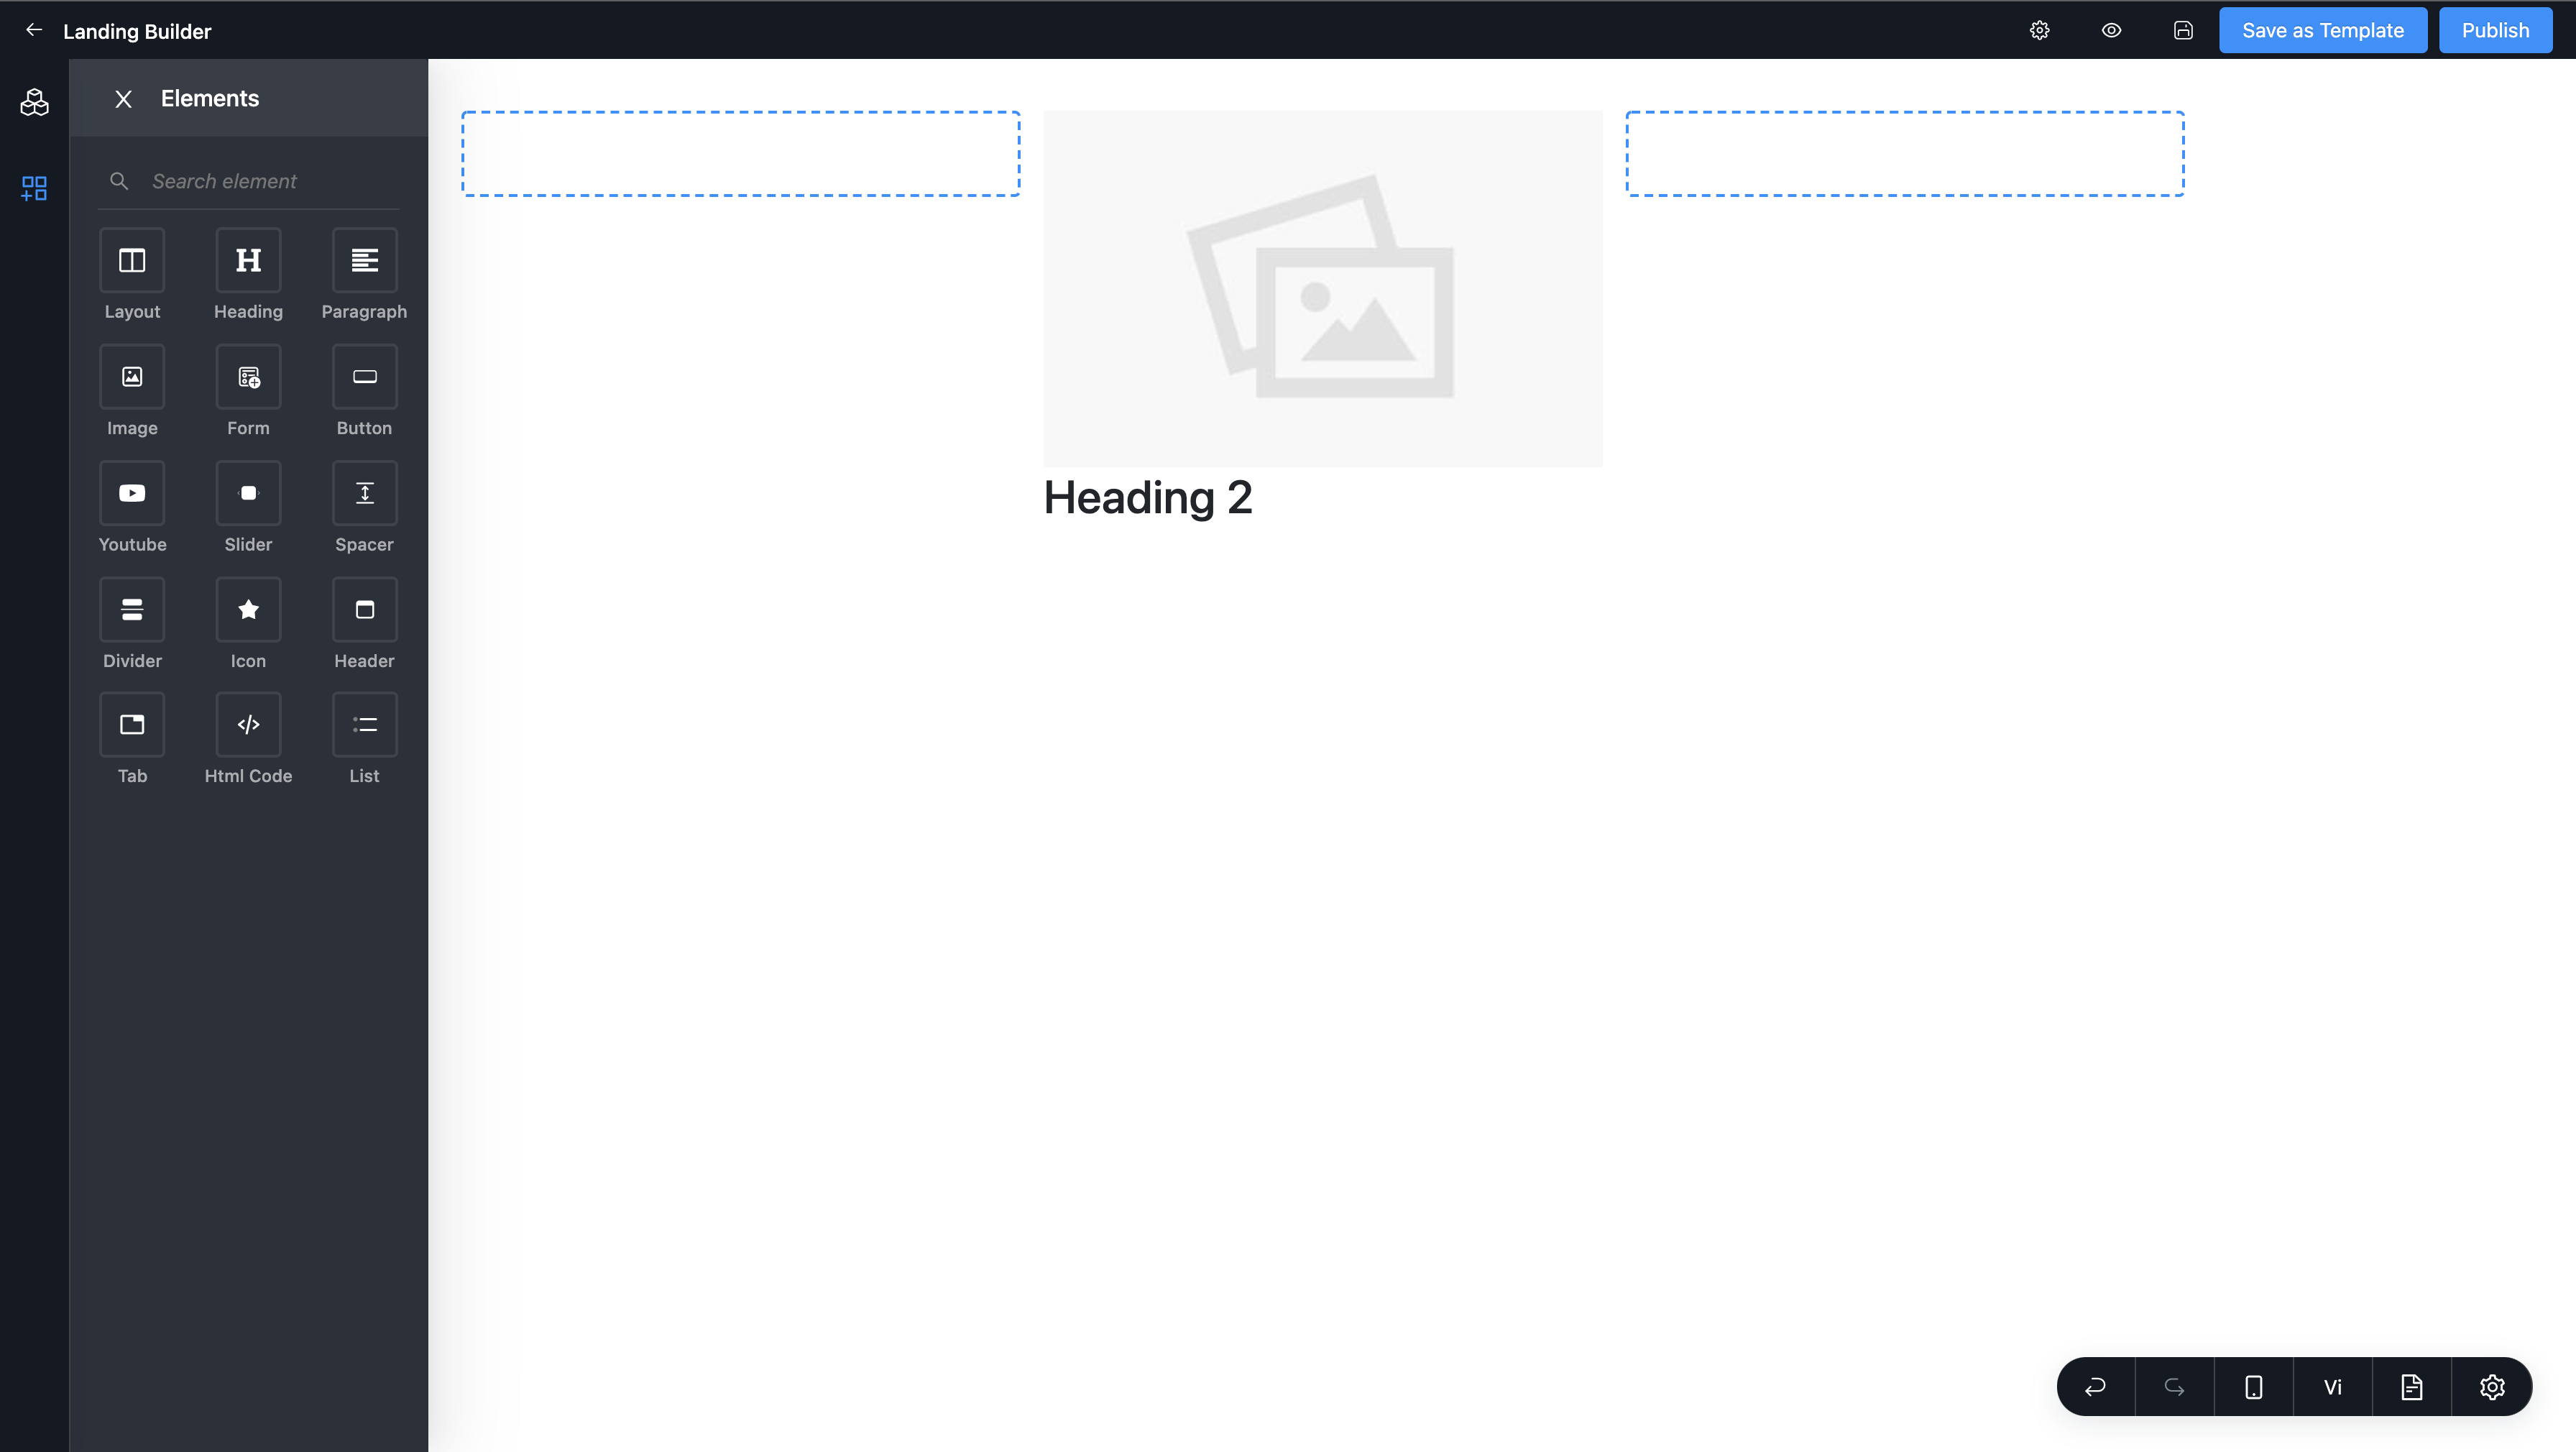 Landing Builder
Save as Template
Publish
Elements
Search element
Layout
Heading
Paragraph
Image
Form
Button
Youtube
Slider
Spacer
Divider
Icon
Header
Tab
Html Code
List
Heading 2
Vi